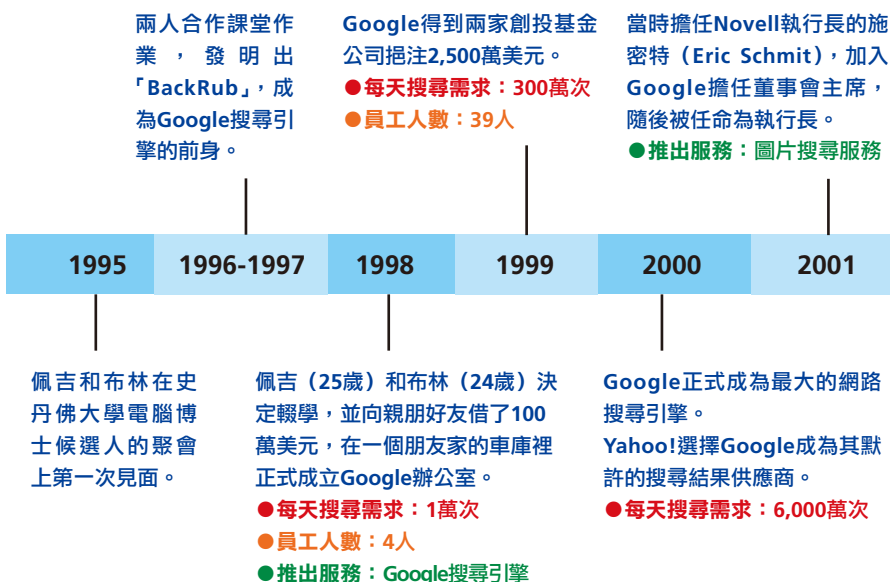 兩人合作課堂作
業，發明出
「BackRub」，成
為Google搜尋引
擎的前身。
Google得到兩家創投基金
公司挹注2,500萬美元。
●每天搜尋需求：300萬次
●員工人數：39人
當時擔任Novell執行長的施
密特（Eric Schmit），加入
Google擔任董事會主席，
隨後被任命為執行長。
●推出服務：圖片搜尋服務
1995
1996-1997
1998
1999
2000
2001
佩吉和布林在史
丹佛大學電腦博
士候選人的聚會
上第一次見面。
佩吉（25歲）和布林（24歲）決
定輟學，並向親朋好友借了100
萬美元，在一個朋友家的車庫裡
正式成立Google辦公室。
●每天搜尋需求：1萬次
●員工人數：4人
●推出服務：Google搜尋引擎
Google正式成為最大的網路
搜尋引擎。
Yahoo!選擇Google成為其默
許的搜尋結果供應商。
●每天搜尋需求：6,000萬次